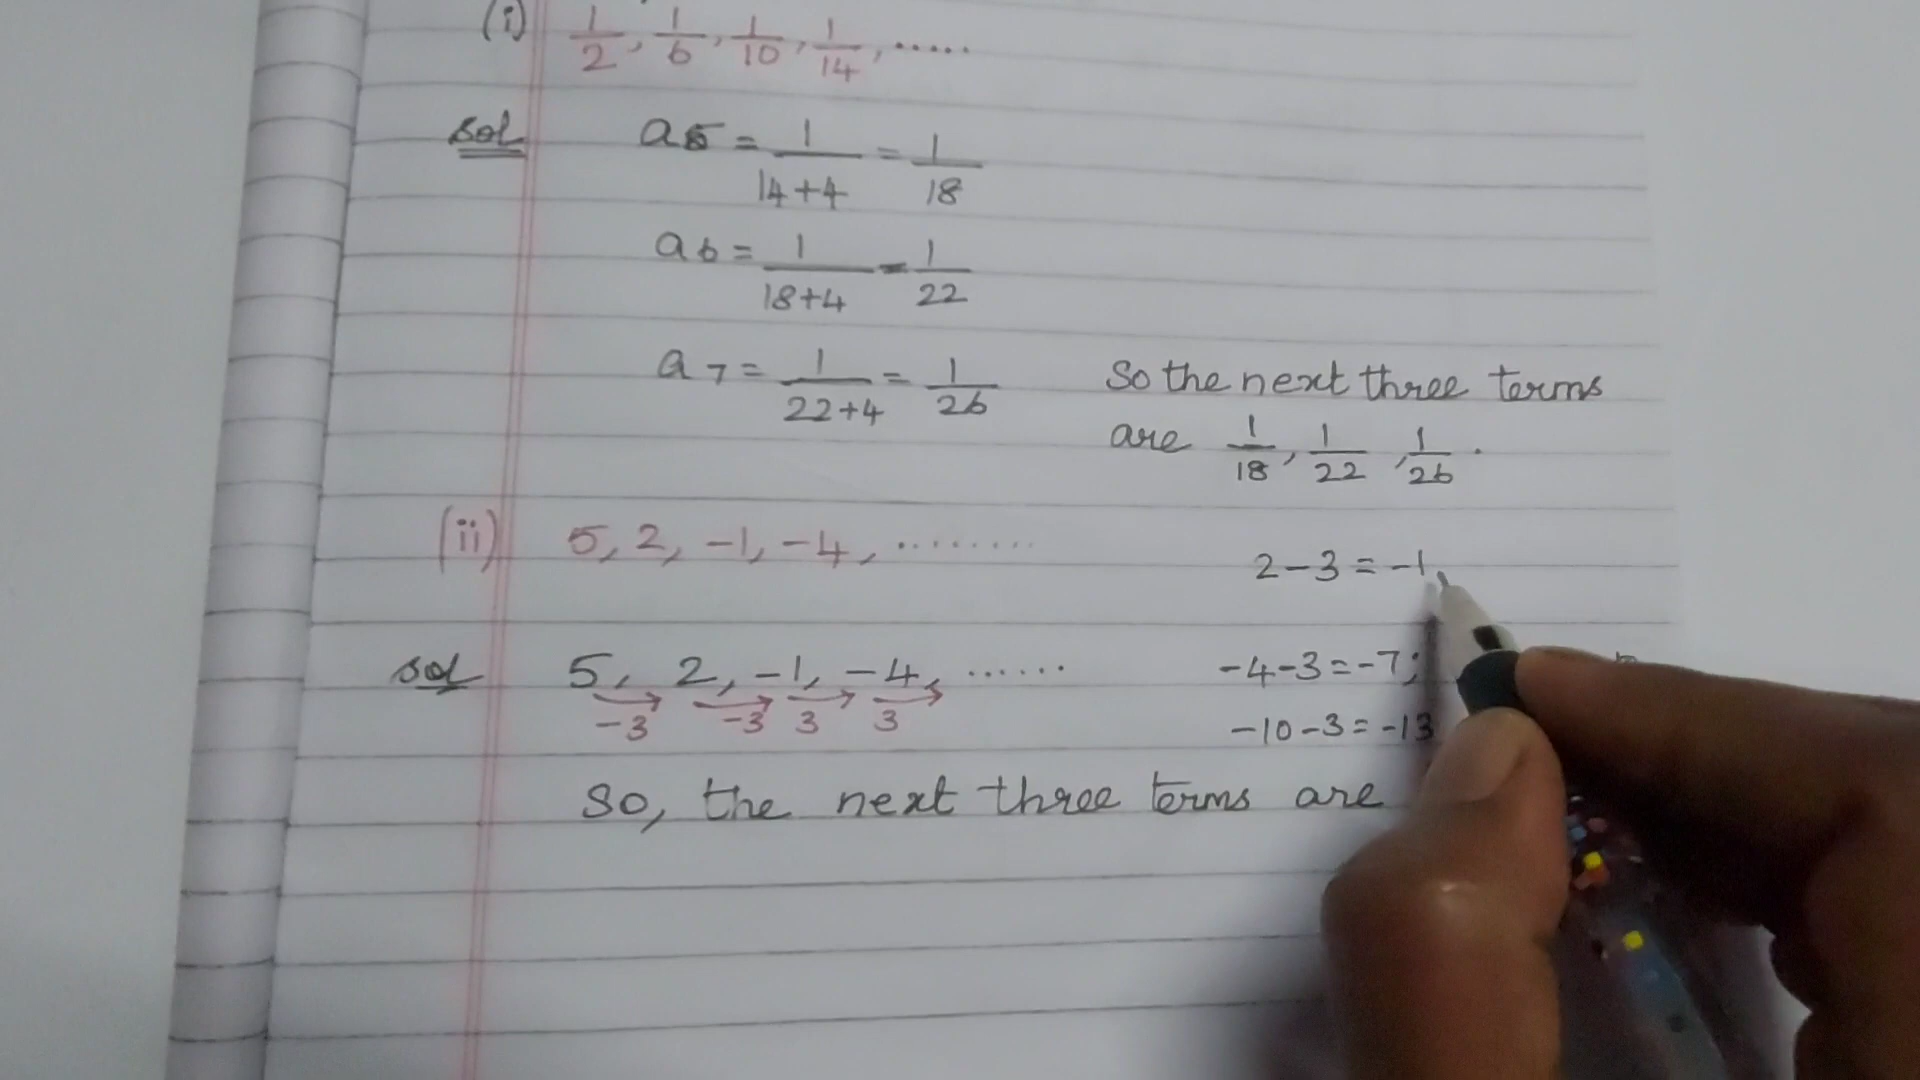 (i) 1/2, 1/6, 1/10, 1/14, .....
Sol a5 = 1/14+4 = 1/18
a6 = 1/18+4 = 1/22
a7 = 1/22+4 = 1/26
So the next three terms
are 1/18, 1/22, 1/26.
(ii) 5, 2, -1, -4, ........
2-3=-1,
Sol 5, 2, -1, -4, ......
-3 -3 3 3
-4-3=-7;
-10-3=-13
So, the next three terms are